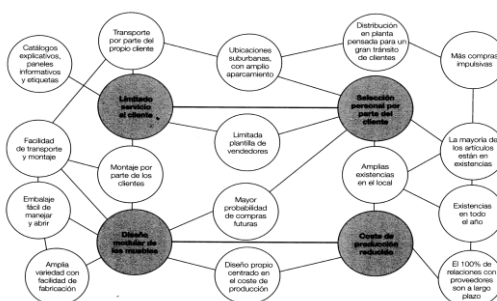 Transporte
por parte del
propio cliente
Distribución
en planta
pensada para un
gran tránsito
de clientes
Catálogos
explicativos,
paneles
informativos
y etiquetas
Ubicaciones
suburbanas,
con amplio
aparcamiento
Más compras
impulsivas
Limitado
servicio
al cliente
Selección
personal por
parte del
cliente
Facilidad
de transporte
y montaje
Limitada
plantilla de
vendedores
La mayoría de
los artículos
están en
existencias
Montaje por
parte de los
clientes
Amplias
existencias
en el local
Embalaje
fácil de
manejar
y abrir
Mayor
probabilidad
de compras
futuras
Existencias
en todo
el año
Diseño
modular de
los muebles
Coste de
producción
reducido
Amplia
variedad con
facilidad de
fabricación
Diseño propio
centrado en
el coste de
producción
El 100% de
relaciones con
proveedores
son a largo
plazo